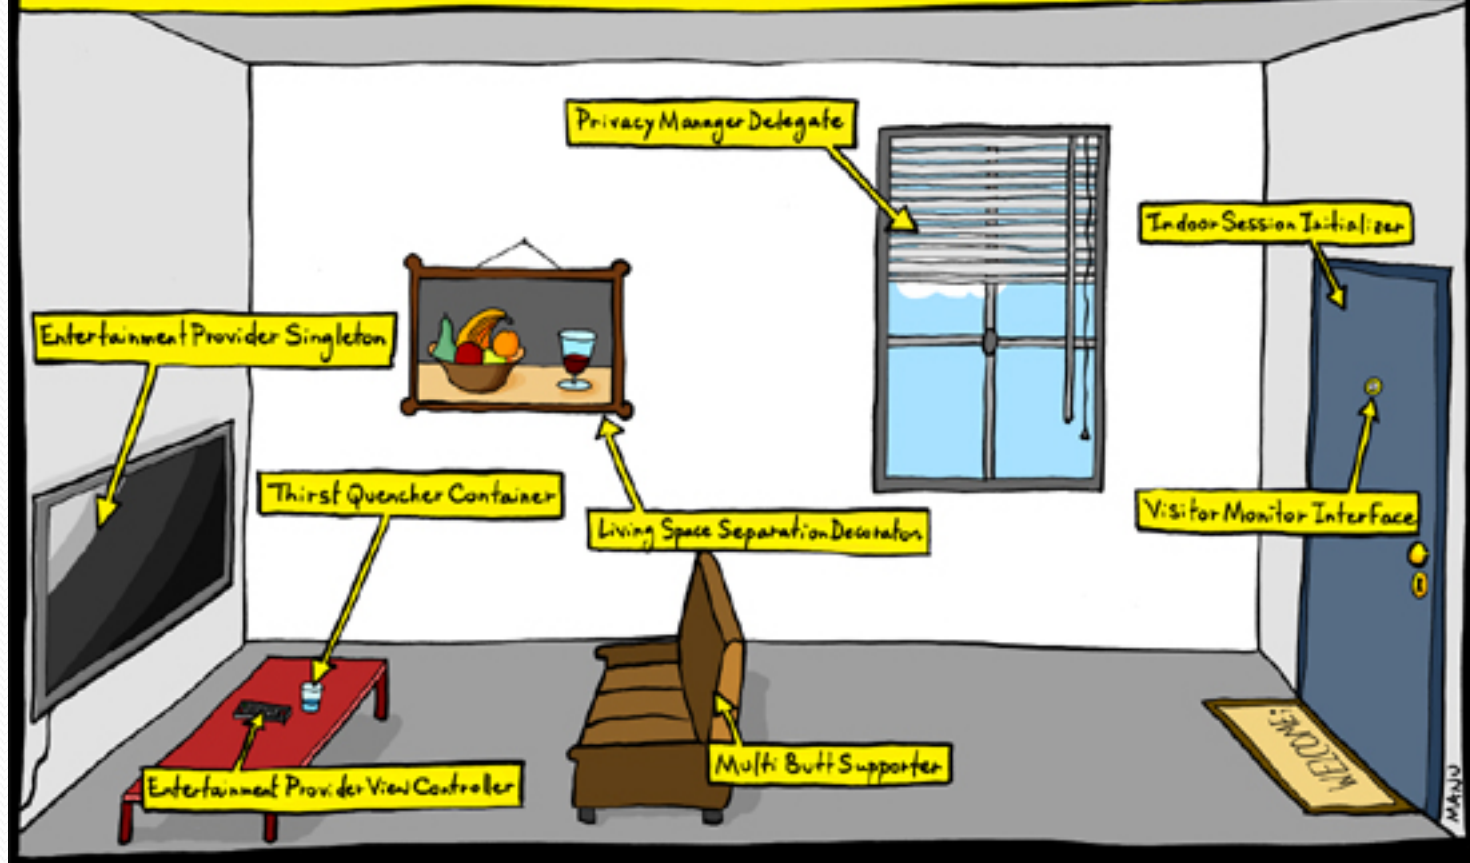 Privacy Manager Delegate
Indoor Session Initializer
Entertainment Provider Singleton
Thirst Quencher Container
Living Space Separation Decorator
Visitor Monitor Interface
Multi Butt Supporter
Entertainment Provider View Controller
WELCOME!
MANU